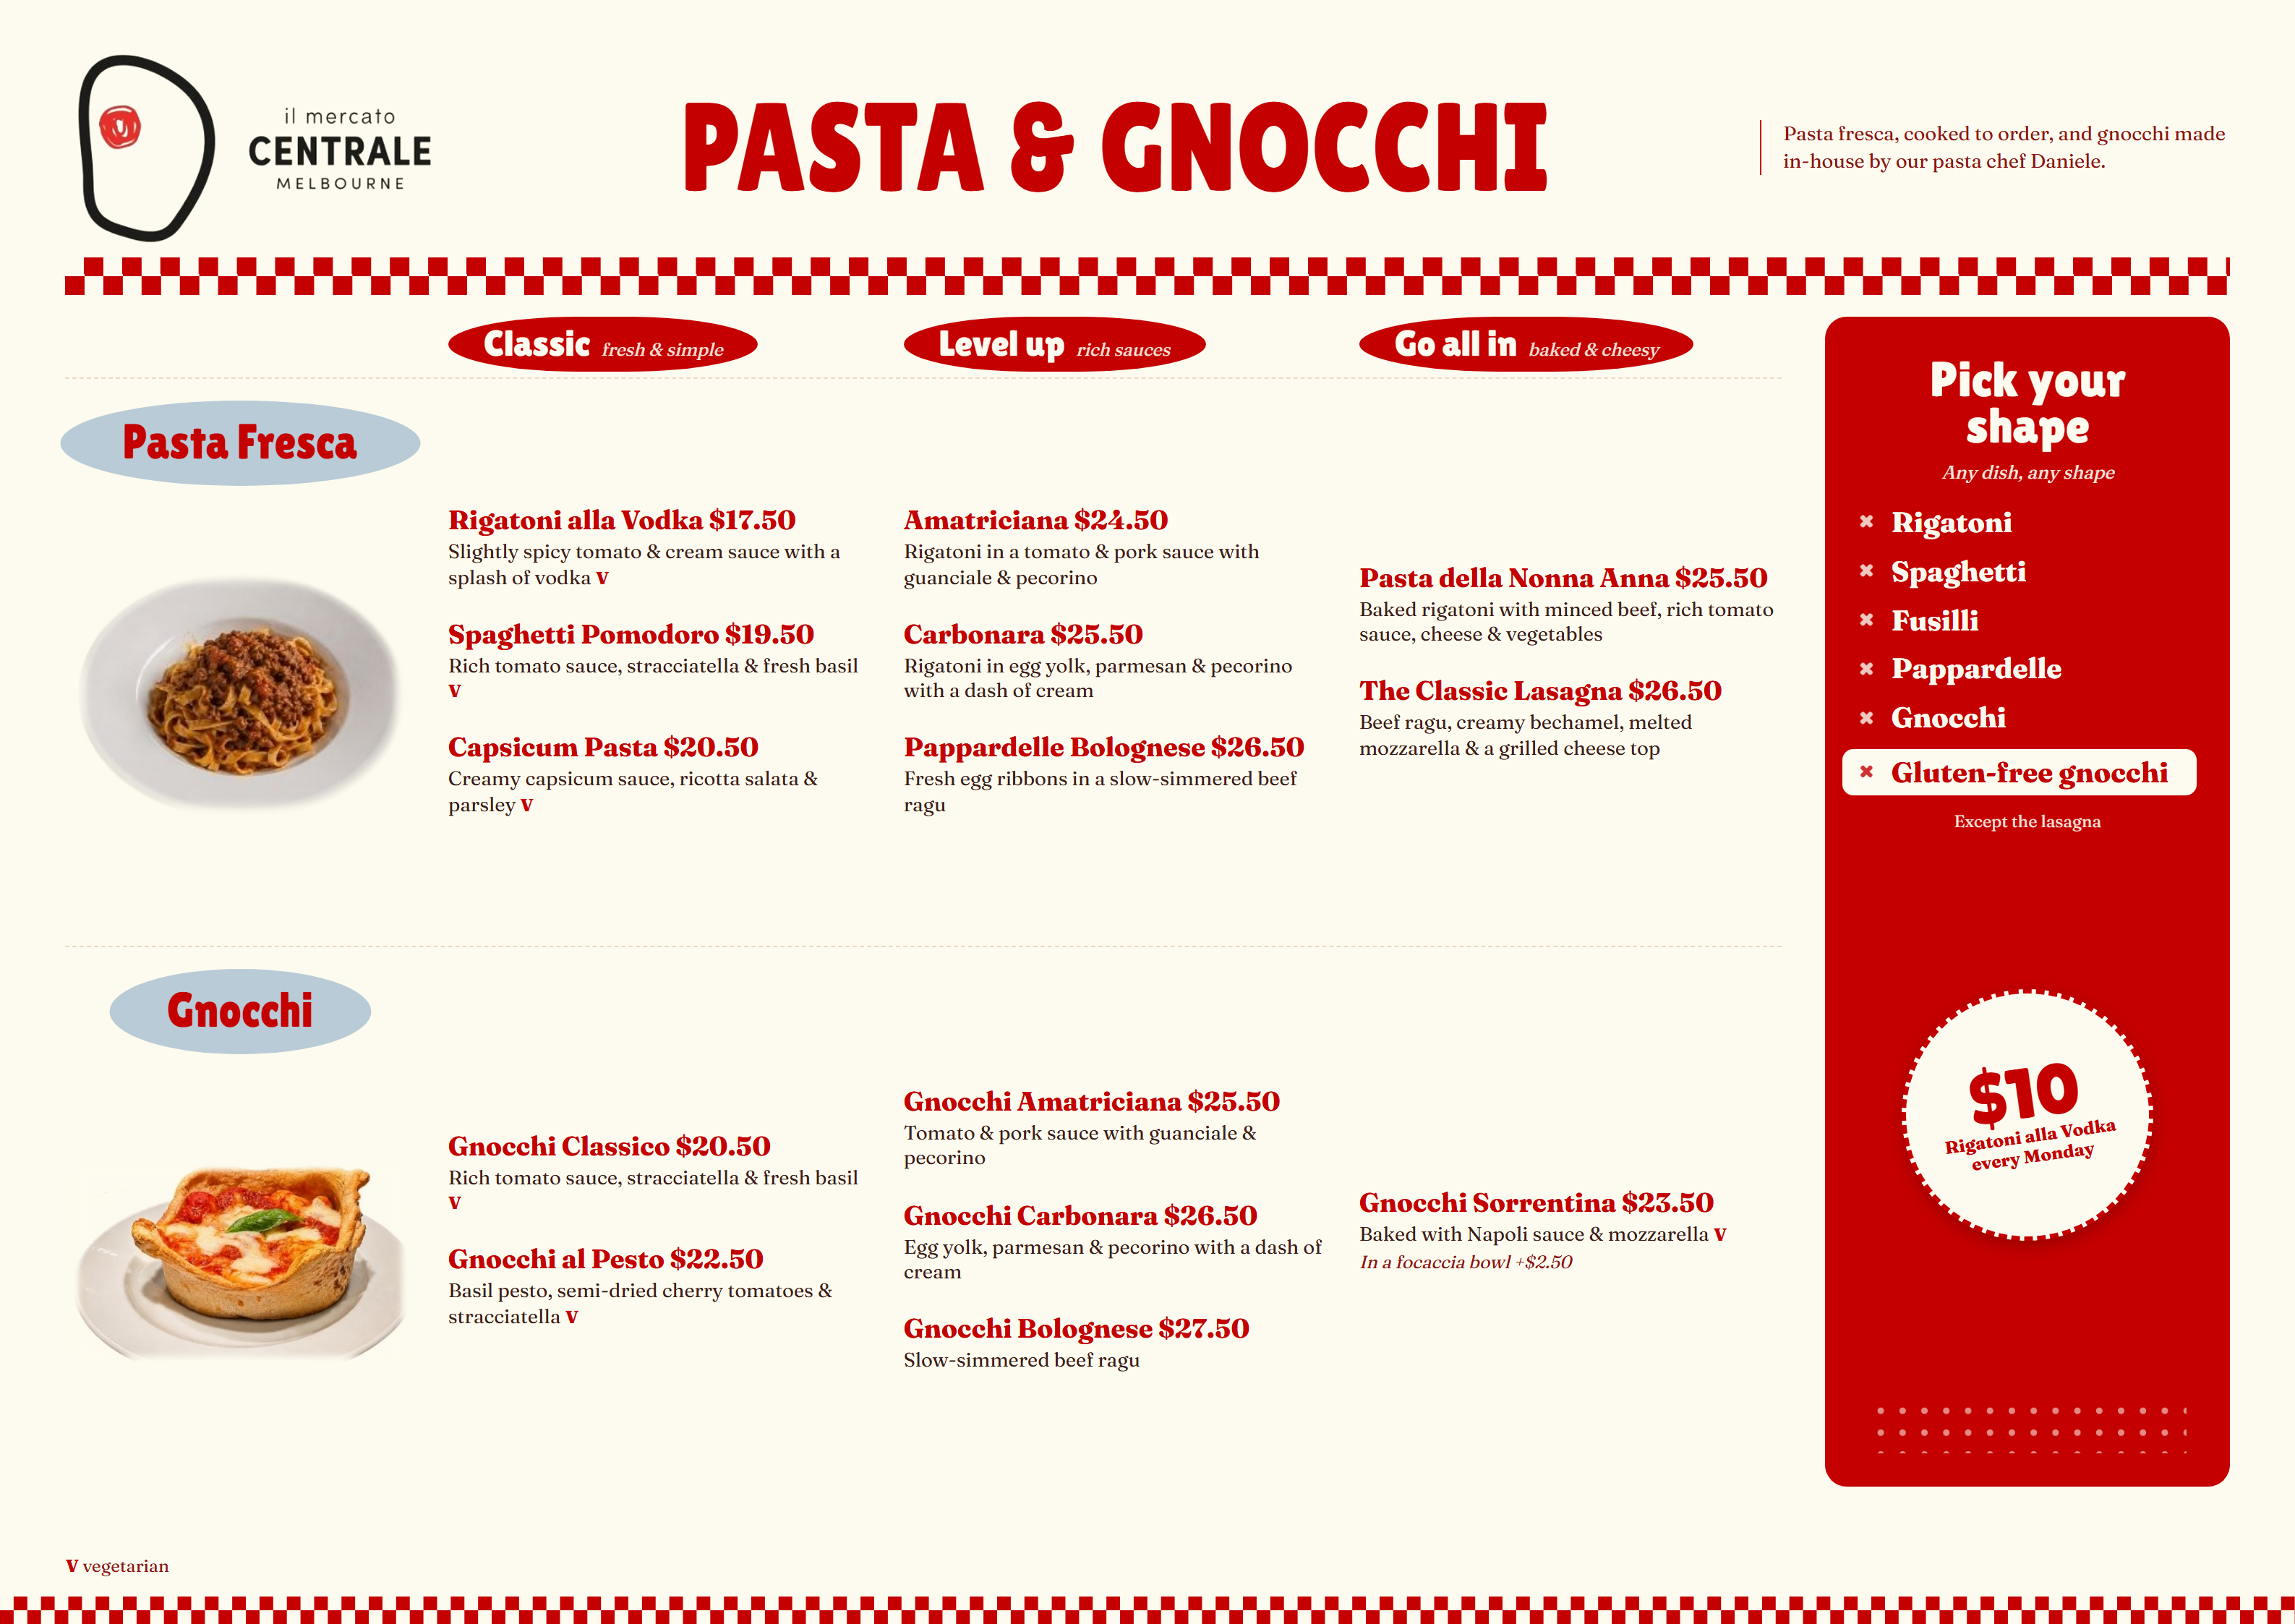 il mercato
CENTRALE
MELBOURNE
PASTA & GNOCCHI
Pasta fresca, cooked to order, and gnocchi made
in-house by our pasta chef Daniele.
Classic fresh & simple
Level up rich sauces
Go all in baked & cheesy
Pasta Fresca
Rigatoni alla Vodka $17.50
Slightly spicy tomato & cream sauce with a
splash of vodka V
Spaghetti Pomodoro $19.50
Rich tomato sauce, stracciatella & fresh basil
V
Capsicum Pasta $20.50
Creamy capsicum sauce, ricotta salata &
parsley V
Amatriciana $24.50
Rigatoni in a tomato & pork sauce with
guanciale & pecorino
Carbonara $25.50
Rigatoni in egg yolk, parmesan & pecorino
with a dash of cream
Pappardelle Bolognese $26.50
Fresh egg ribbons in a slow-simmered beef
ragu
Pasta della Nonna Anna $25.50
Baked rigatoni with minced beef, rich tomato
sauce, cheese & vegetables
The Classic Lasagna $26.50
Beef ragu, creamy bechamel, melted
mozzarella & a grilled cheese top
Gnocchi
Gnocchi Classico $20.50
Rich tomato sauce, stracciatella & fresh basil
V
Gnocchi al Pesto $22.50
Basil pesto, semi-dried cherry tomatoes &
stracciatella V
Gnocchi Amatriciana $25.50
Tomato & pork sauce with guanciale &
pecorino
Gnocchi Carbonara $26.50
Egg yolk, parmesan & pecorino with a dash of
cream
Gnocchi Bolognese $27.50
Slow-simmered beef ragu
Gnocchi Sorrentina $23.50
Baked with Napoli sauce & mozzarella V
In a focaccia bowl +$2.50
Pick your
shape
Any dish, any shape
Rigatoni
Spaghetti
Fusilli
Pappardelle
Gnocchi
Gluten-free gnocchi
Except the lasagna
$10
Rigatoni alla Vodka
every Monday
V vegetarian